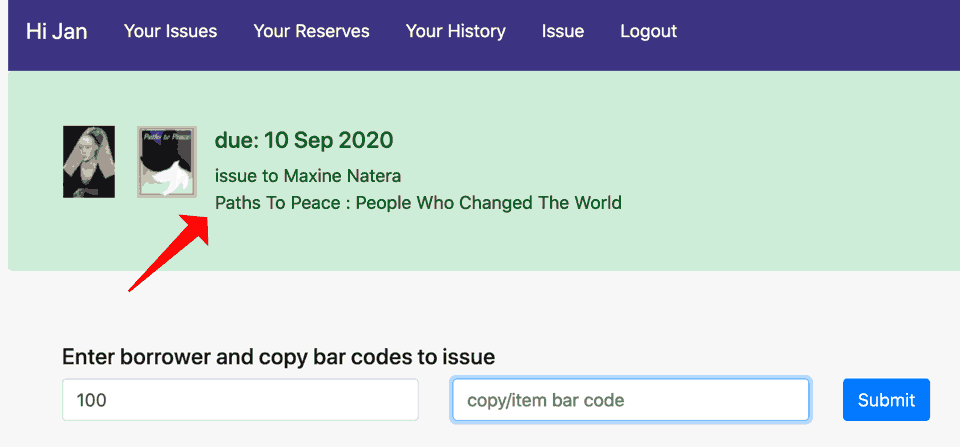 Hi Jan Your Issues Your Reserves Your History Issue Logout
Paths to Peace
due: 10 Sep 2020
issue to Maxine Natera
Paths To Peace : People Who Changed The World
Enter borrower and copy bar codes to issue
100 copy/item bar code Submit